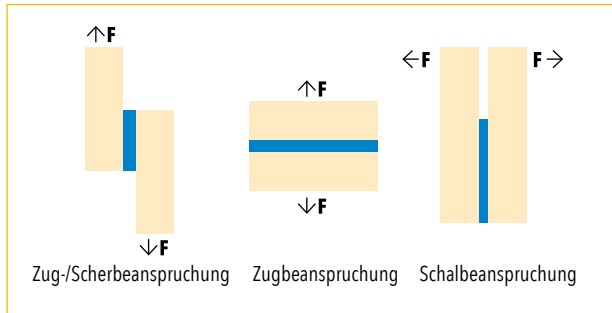 ↑F
↓F
Zug-/Scherbeanspruchung
↑F
↓F
Zugbeanspruchung
←F F→
Schalbeanspruchung